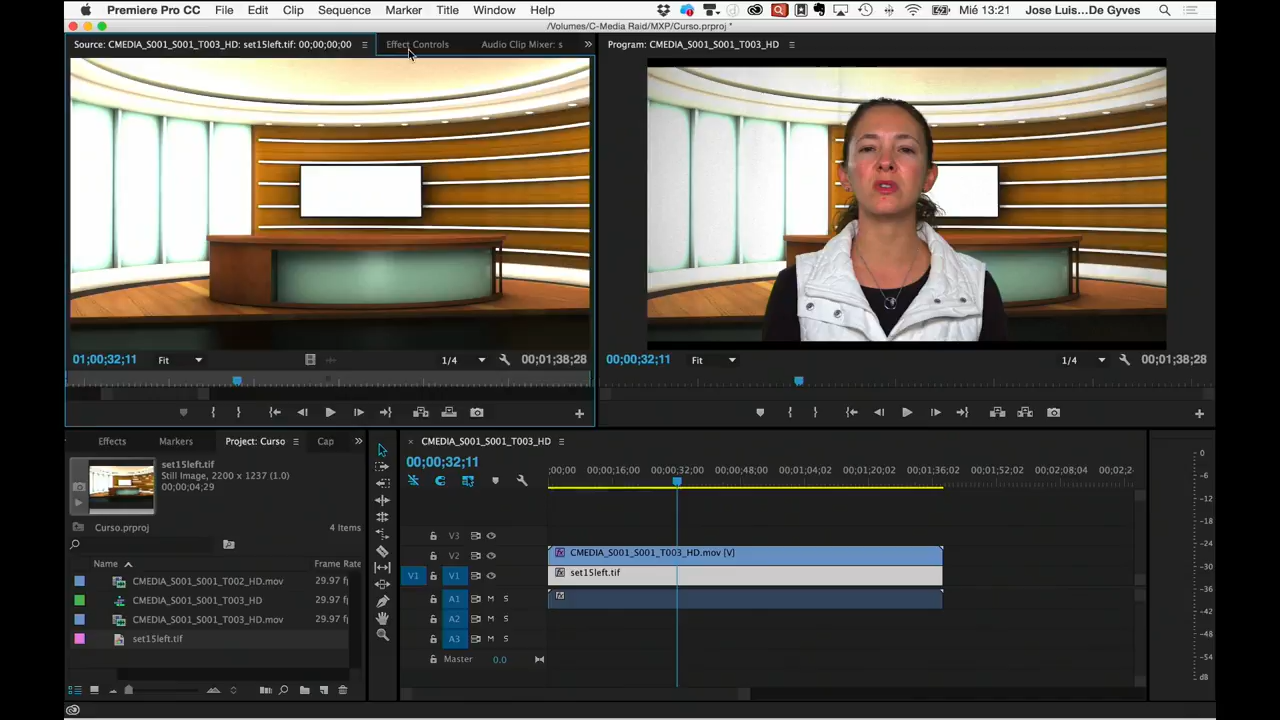 Premiere Pro CC File Edit Clip Sequence Marker Title Window Help Mié 13:21 Jose Luis...De Gyves
/Volumes/C-Media Raid/MXP/Curso.prproj *
Source: CMEDIA_S001_S001_T003_HD: set15left.tif: 00;00;00;00 Effect Controls Audio Clip Mixer: s
Program: CMEDIA_S001_S001_T003_HD
01;00;32;11 Fit 1/4 00;01;38;28
00;00;32;11 Fit 1/4 00;01;38;28
Effects Markers Project: Curso Cap
set15left.tif
Still Image, 2200 x 1237 (1.0)
00;00;04;29
Curso.prproj 4 Items
Name Frame Rate
CMEDIA_S001_S001_T002_HD.mov 29.97 f
CMEDIA_S001_S001_T003_HD 29.97 f
CMEDIA_S001_S001_T003_HD.mov 29.97 f
set15left.tif
CMEDIA_S001_S001_T003_HD
00;00;32;11
;00;00 00;00;16;00 00;00;32;00 00;00;48;00 00;01;04;02 00;01;20;02 00;01;36;02 00;01;52;02 00;02;08;04 00;02;24
V3
V2 CMEDIA_S001_S001_T003_HD.mov [V]
V1 V1 set15left.tif
A1 M S
A2 M S
A3 M S
Master 0.0
0
-6
-12
-18
-24
-30
-36
-42
-48
-54
dB